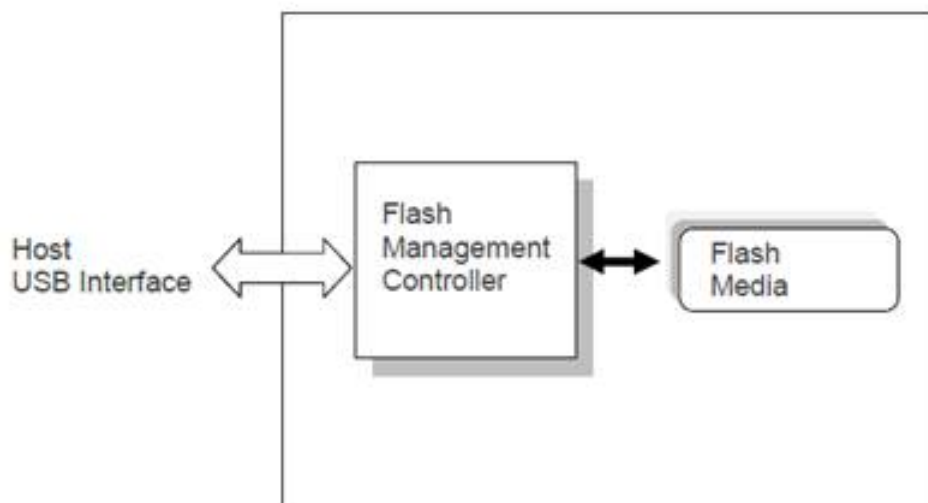 Host
USB Interface
Flash
Management
Controller
Flash
Media